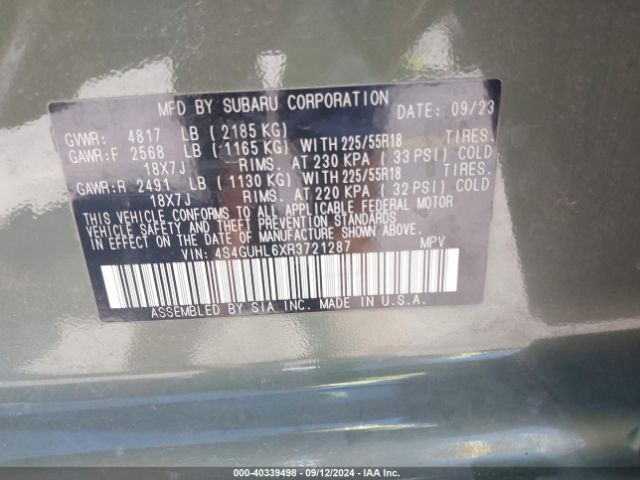 MFD BY SUBARU CORPORATION DATE: 09/23
GVWR: 4817 LB ( 2185 KG)
GAWR:F 2568 LB ( 1165 KG) WITH 225/55R18 TIRES.
18X7J RIMS. AT 230 KPA ( 33 PSI) COLD
GAWR:R 2491 LB ( 1130 KG) WITH 225/55R18 TIRES.
18X7J RIMS. AT 220 KPA ( 32 PSI) COLD
THIS VEHICLE CONFORMS TO ALL APPLICABLE FEDERAL MOTOR
VEHICLE SAFETY AND THEFT PREVENTION STANDARDS
IN EFFECT ON THE DATE OF MANUFACTURE SHOWN ABOVE.
VIN: 4S4GUHL6XR3721287 MPV
ASSEMBLED BY SIA INC. MADE IN U.S.A.
000-40339498 - 09/12/2024 - IAA Inc.